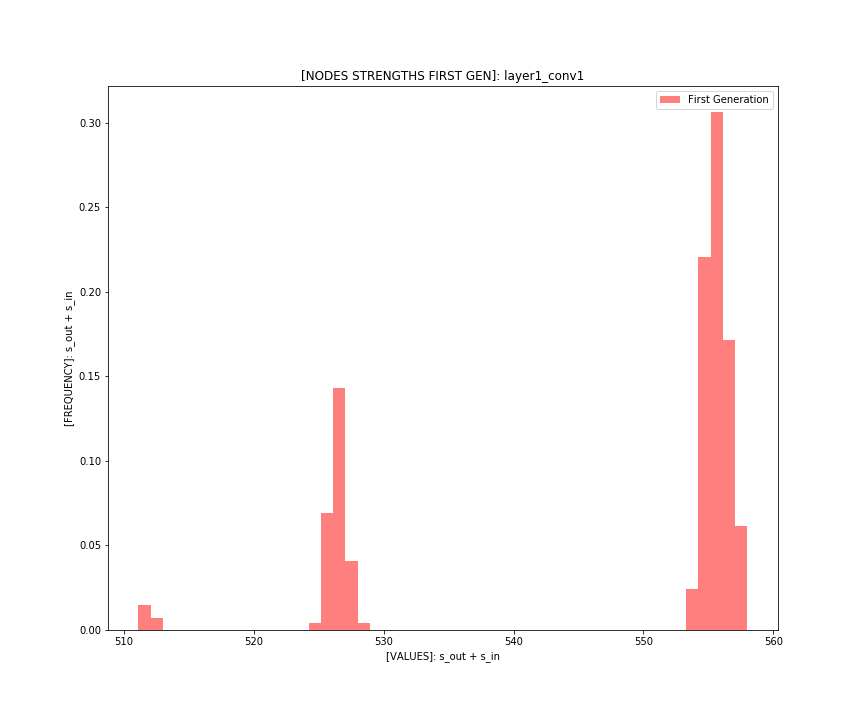 [NODES STRENGTHS FIRST GEN]: layer1_conv1
First Generation
0.30
0.25
0.20
0.15
0.10
0.05
0.00
[FREQUENCY]: s_out + s_in
510 520 530 540 550 560
[VALUES]: s_out + s_in